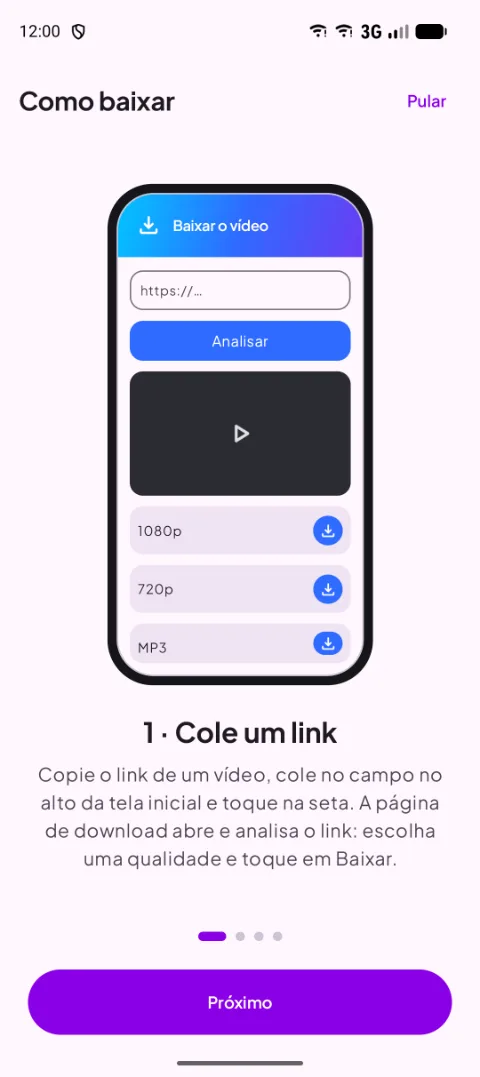 12:00
3G
Como baixar
Pular
Baixar o vídeo
https://...
Analisar
1080p
720p
MP3
1 · Cole um link
Copie o link de um vídeo, cole no campo no
alto da tela inicial e toque na seta. A página
de download abre e analisa o link: escolha
uma qualidade e toque em Baixar.
Próximo